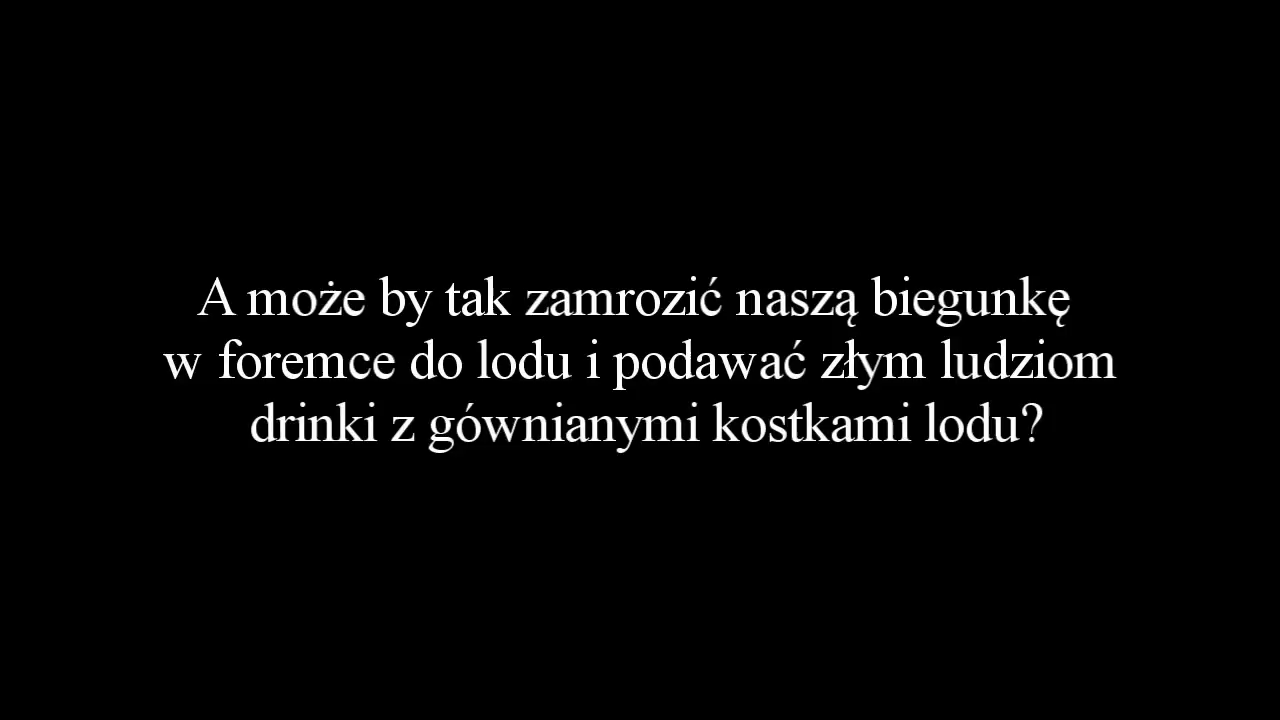 A może by tak zamrozić naszą biegunkę
w foremce do lodu i podawać złym ludziom
drinki z gównianymi kostkami lodu?